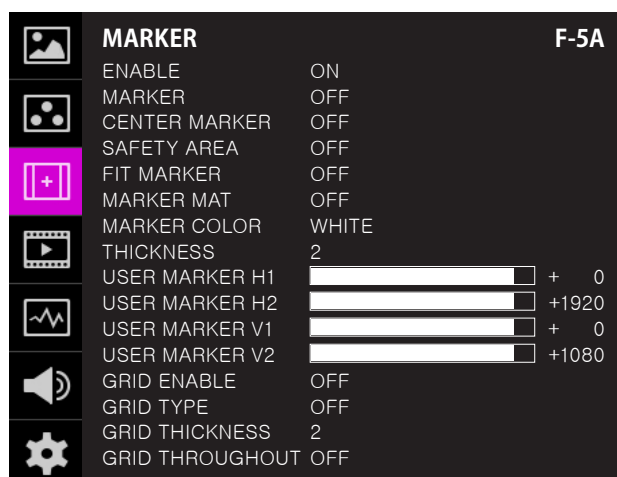 MARKER F-5A
ENABLE ON
MARKER OFF
CENTER MARKER OFF
SAFETY AREA OFF
FIT MARKER OFF
MARKER MAT OFF
MARKER COLOR WHITE
THICKNESS 2
USER MARKER H1 + 0
USER MARKER H2 +1920
USER MARKER V1 + 0
USER MARKER V2 +1080
GRID ENABLE OFF
GRID TYPE OFF
GRID THICKNESS 2
GRID THROUGHOUT OFF